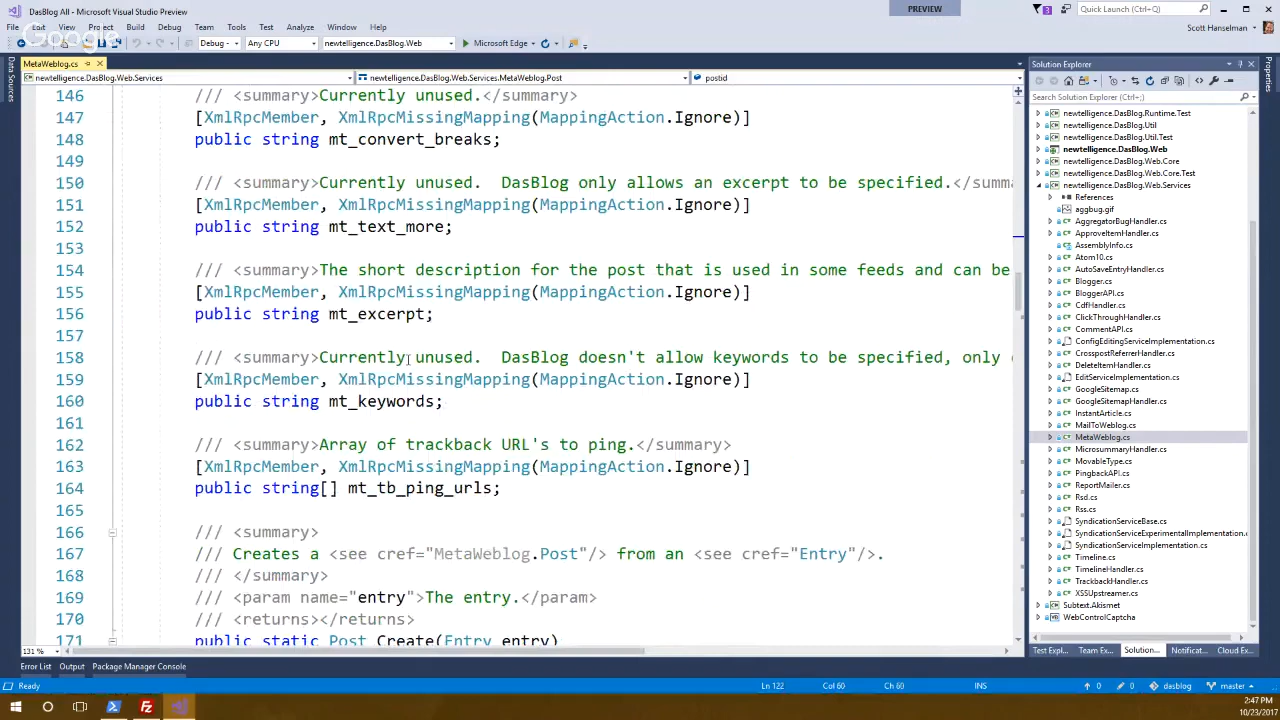 DasBlog All - Microsoft Visual Studio Preview
PREVIEW
3
Quick Launch (Ctrl+;)
File Edit View Project Build Debug Team Tools Test Analyze Window Help
Scott Hanselman
Google
Debug Any CPU newtelligence.DasBlog.Web Microsoft Edge
MetaWeblog.cs
newtelligence.DasBlog.Web.Services newtelligence.DasBlog.Web.Services.MetaWeblog.Post postid
Data Sources
146 /// <summary>Currently unused.</summary>
147 [XmlRpcMember, XmlRpcMissingMapping(MappingAction.Ignore)]
148 public string mt_convert_breaks;
149
150 /// <summary>Currently unused.  DasBlog only allows an excerpt to be specified.</summa
151 [XmlRpcMember, XmlRpcMissingMapping(MappingAction.Ignore)]
152 public string mt_text_more;
153
154 /// <summary>The short description for the post that is used in some feeds and can be
155 [XmlRpcMember, XmlRpcMissingMapping(MappingAction.Ignore)]
156 public string mt_excerpt;
157
158 /// <summary>Currently unused.  DasBlog doesn't allow keywords to be specified, only
159 [XmlRpcMember, XmlRpcMissingMapping(MappingAction.Ignore)]
160 public string mt_keywords;
161
162 /// <summary>Array of trackback URL's to ping.</summary>
163 [XmlRpcMember, XmlRpcMissingMapping(MappingAction.Ignore)]
164 public string[] mt_tb_ping_urls;
165
166 /// <summary>
167 /// Creates a <see cref="MetaWeblog.Post"/> from an <see cref="Entry"/>.
168 /// </summary>
169 /// <param name="entry">The entry.</param>
170 /// <returns></returns>
171 public static Post Create(Entry entry)
131 %
Solution Explorer
Search Solution Explorer (Ctrl+;)
newtelligence.DasBlog.Runtime.Test
newtelligence.DasBlog.Util
newtelligence.DasBlog.Util.Test
newtelligence.DasBlog.Web
newtelligence.DasBlog.Web.Core
newtelligence.DasBlog.Web.Core.Test
newtelligence.DasBlog.Web.Services
References
aggbug.gif
AggregatorBugHandler.cs
ApproveItemHandler.cs
AssemblyInfo.cs
Atom10.cs
AutoSaveEntryHandler.cs
Blogger.cs
BloggerAPI.cs
CdfHandler.cs
ClickThroughHandler.cs
CommentAPI.cs
ConfigEditingServiceImplementation.cs
CrosspostReferrerHandler.cs
DeleteItemHandler.cs
EditServiceImplementation.cs
GoogleSitemap.cs
GoogleSitemapHandler.cs
InstantArticle.cs
MailToWeblog.cs
MetaWeblog.cs
MicrosummaryHandler.cs
MovableType.cs
PingbackAPI.cs
ReportMailer.cs
Rsd.cs
Rss.cs
SyndicationServiceBase.cs
SyndicationServiceExperimentalImplementation.cs
SyndicationServiceImplementation.cs
Timeline.cs
TimelineHandler.cs
TrackbackHandler.cs
XSSUpstreamer.cs
Subtext.Akismet
WebControlCaptcha
Test Expl... Team Ex... Solution... Notificat... Cloud Ex...
Properties
Error List Output Package Manager Console
Ready Ln 122 Col 60 Ch 60 INS 0 0 dasblog master
2:47 PM
10/23/2017